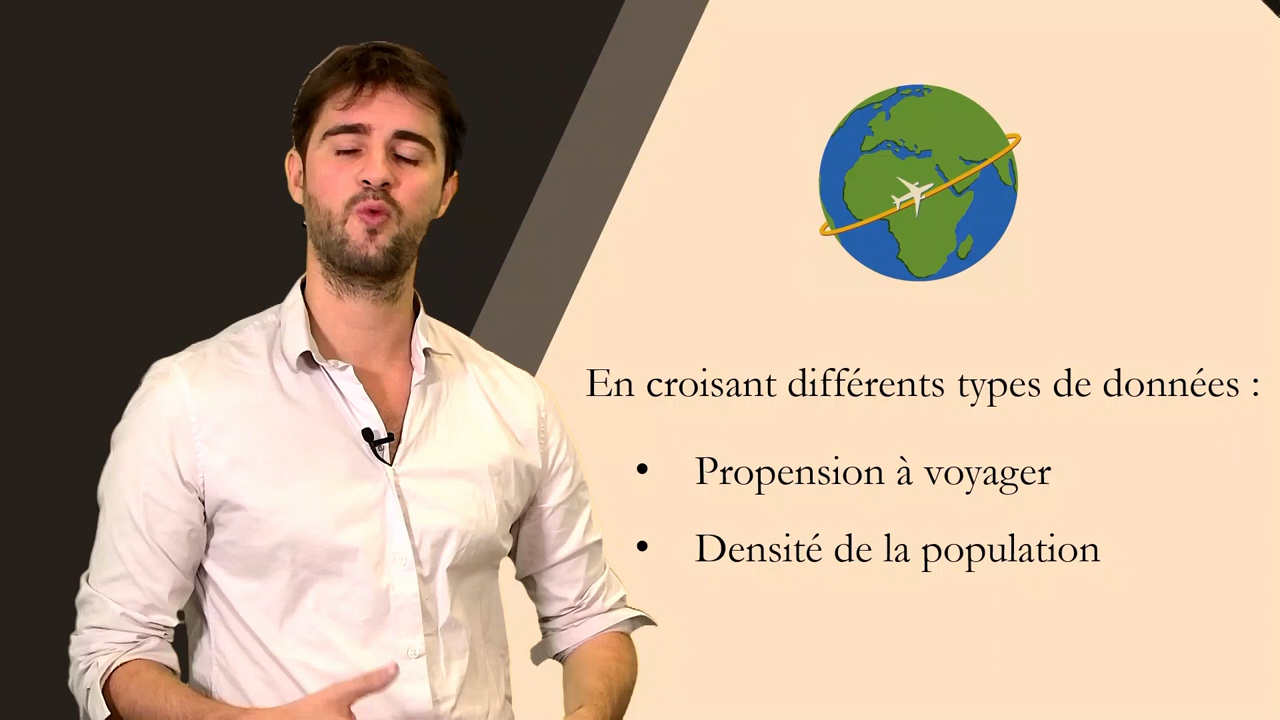 En croisant différents types de données :
• Propension à voyager
• Densité de la population